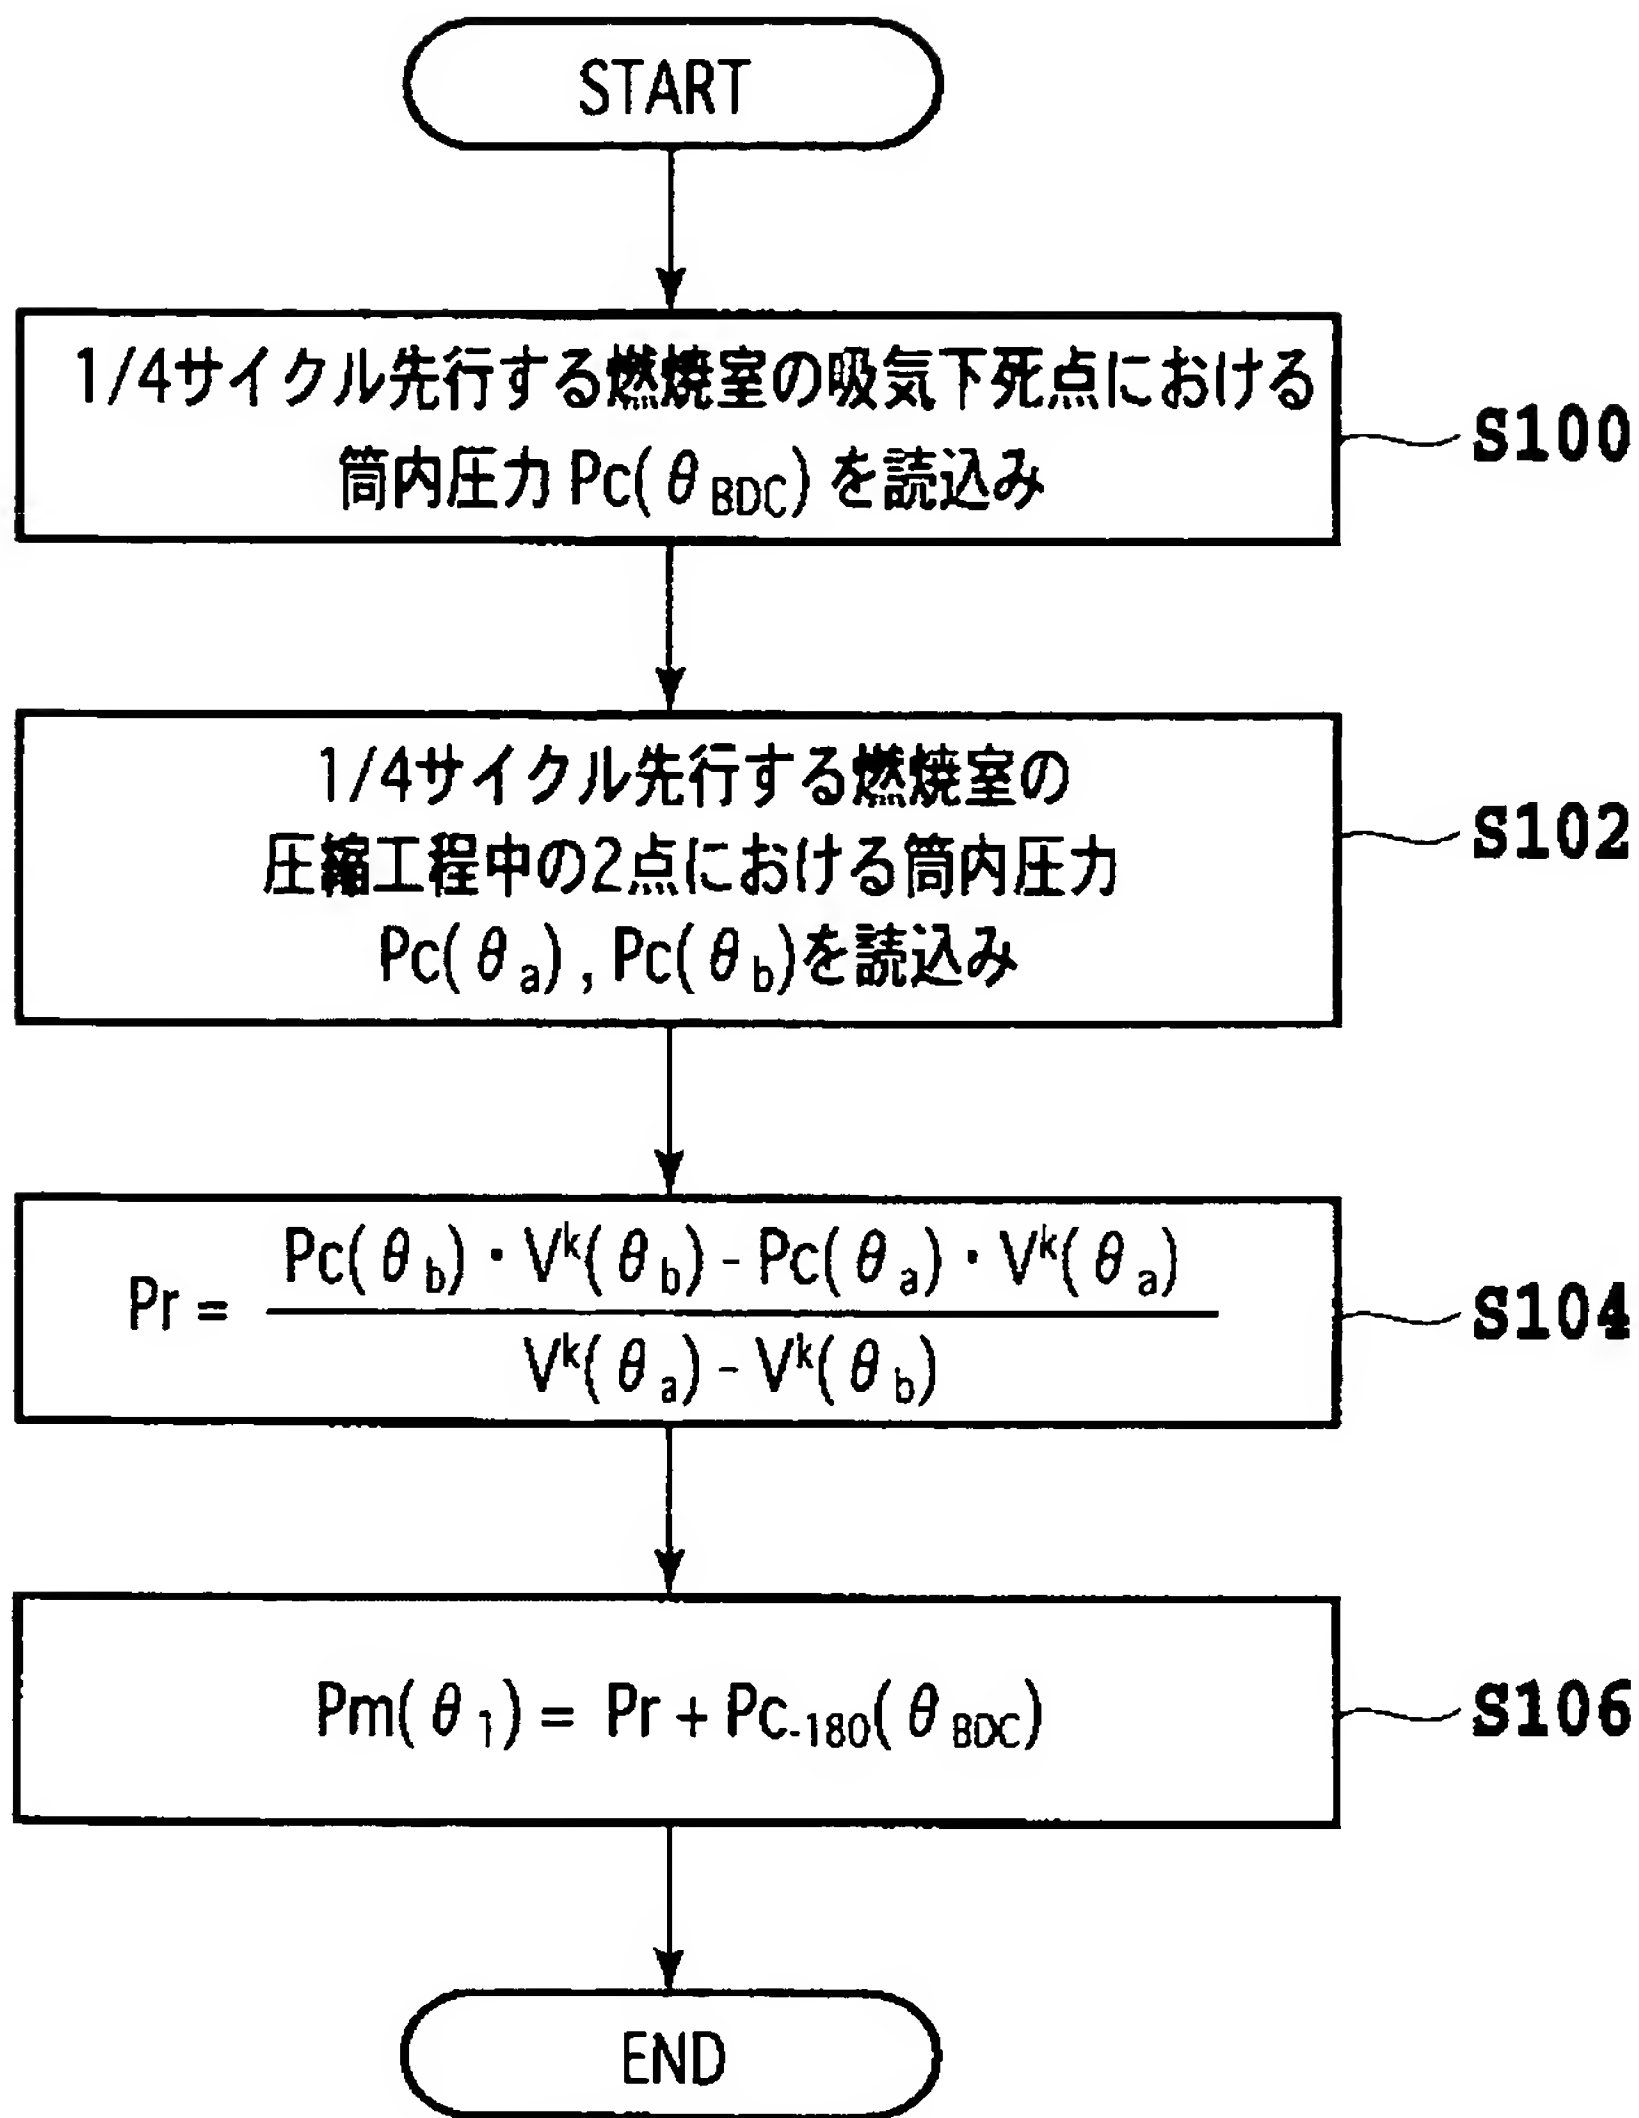 START
1/4サイクル先行する燃焼室の吸気下死点における
筒内圧力 Pc(θBDC) を読込み
S100
1/4サイクル先行する燃焼室の
圧縮工程中の2点における筒内圧力
Pc(θa) , Pc(θb)を読込み
S102
Pr = Pc(θb)・V^k(θb) - Pc(θa)・V^k(θa)
V^k(θa) - V^k(θb)
S104
Pm(θ1) = Pr + Pc-180(θBDC)
S106
END